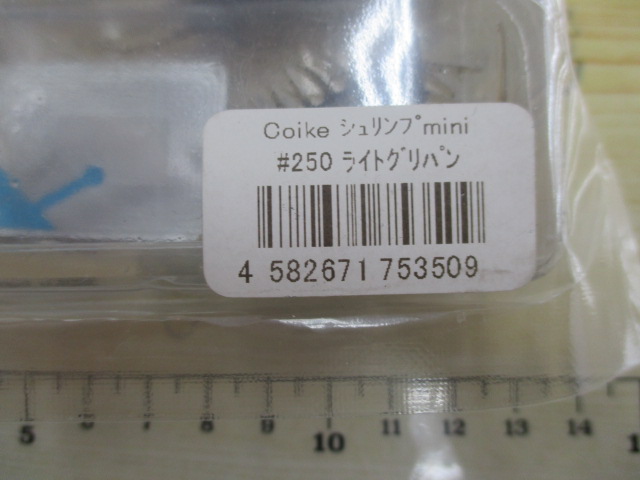 Coike ｼｭﾘﾝﾌﾟmini
#250 ﾗｲﾄｸﾞﾘﾊﾟﾝ
4 582671 753509
5 6 7 8 9 10 11 12 13 14 1